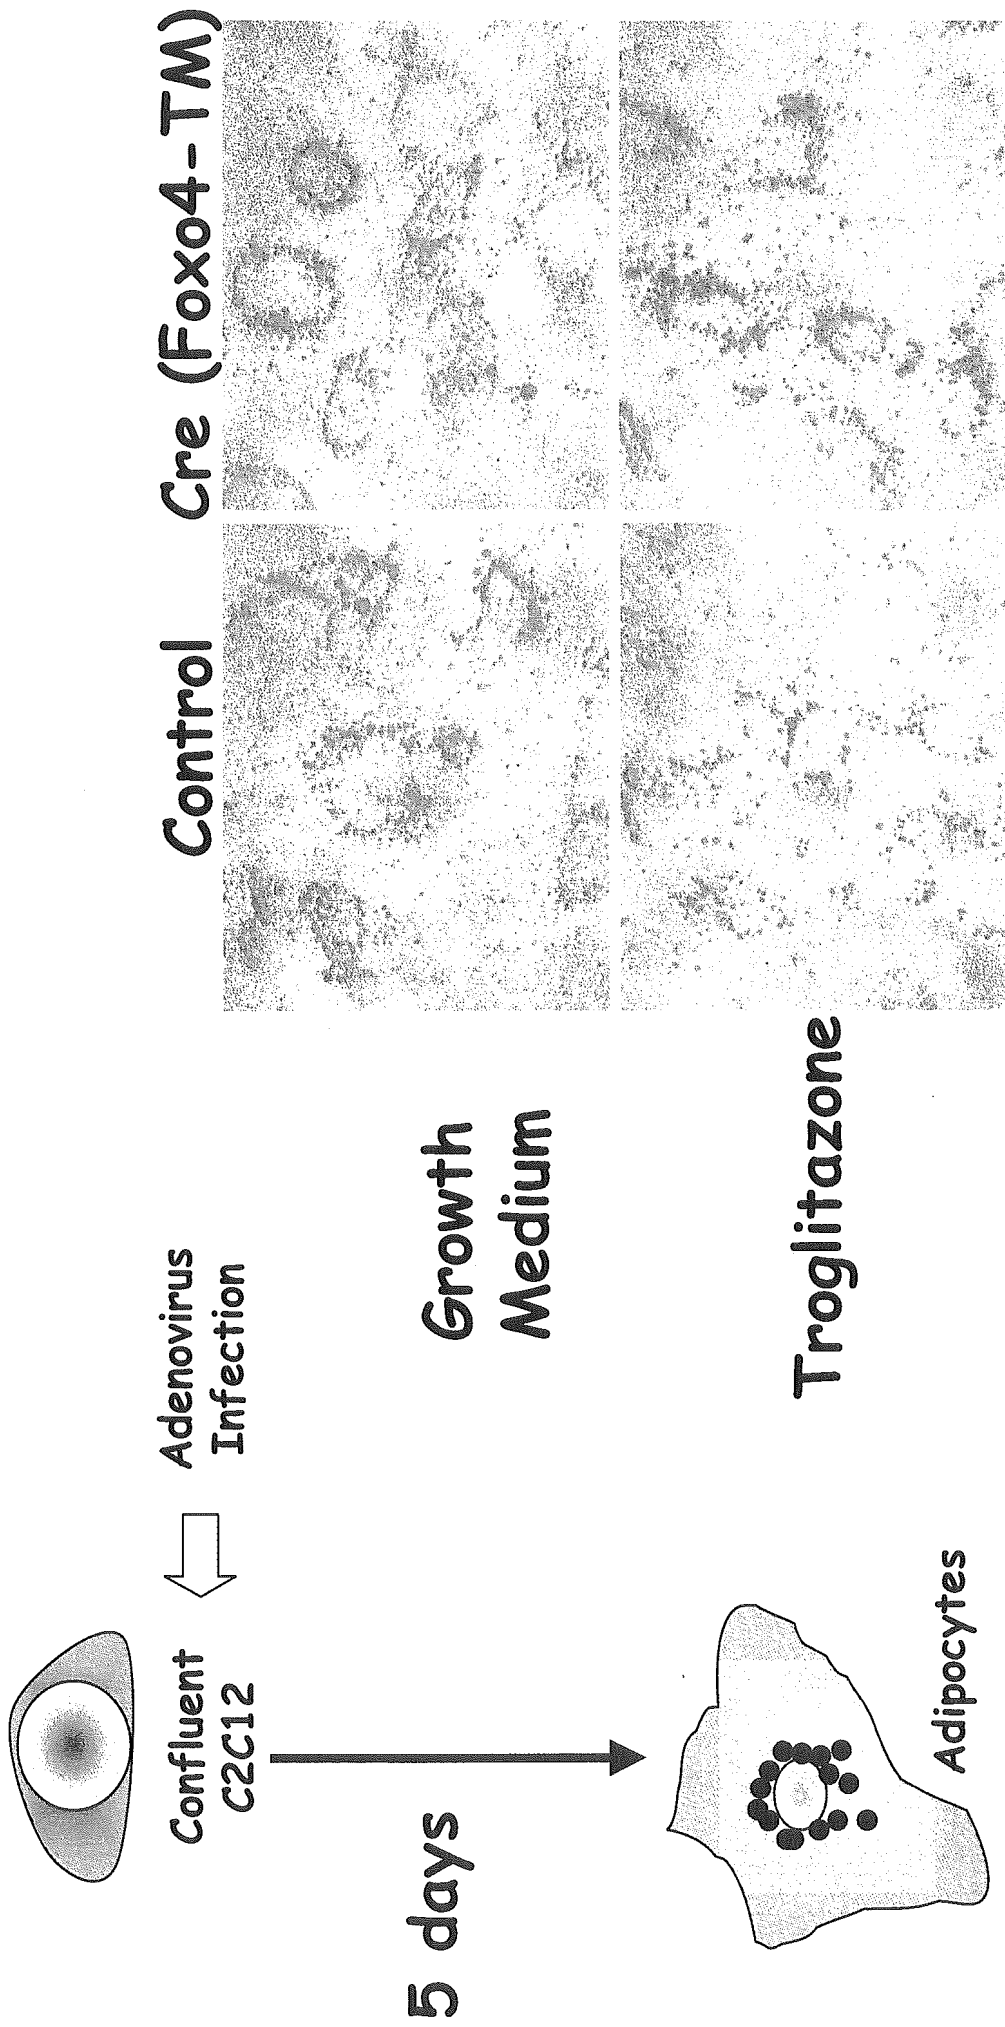 Confluent
C2C12
Adenovirus
Infection
5 days
Adipocytes
Control
Cre (Foxo4-TM)
Growth
Medium
Troglitazone